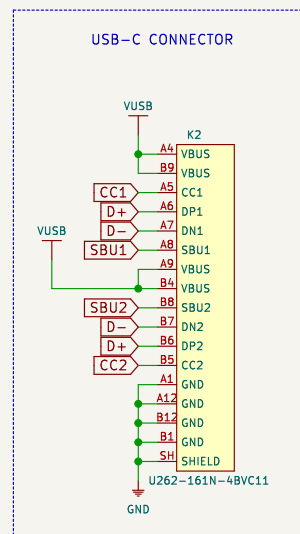 USB-C CONNECTOR
VUSB
K2
A4 VBUS
B9 VBUS
CC1 A5 CC1
D+ A6 DP1
D- A7 DN1
VUSB
SBU1 A8 SBU1
A9 VBUS
B4 VBUS
SBU2 B8 SBU2
D- B7 DN2
D+ B6 DP2
CC2 B5 CC2
A1 GND
A12 GND
B12 GND
B1 GND
SH SHIELD
U262-161N-4BVC11
GND